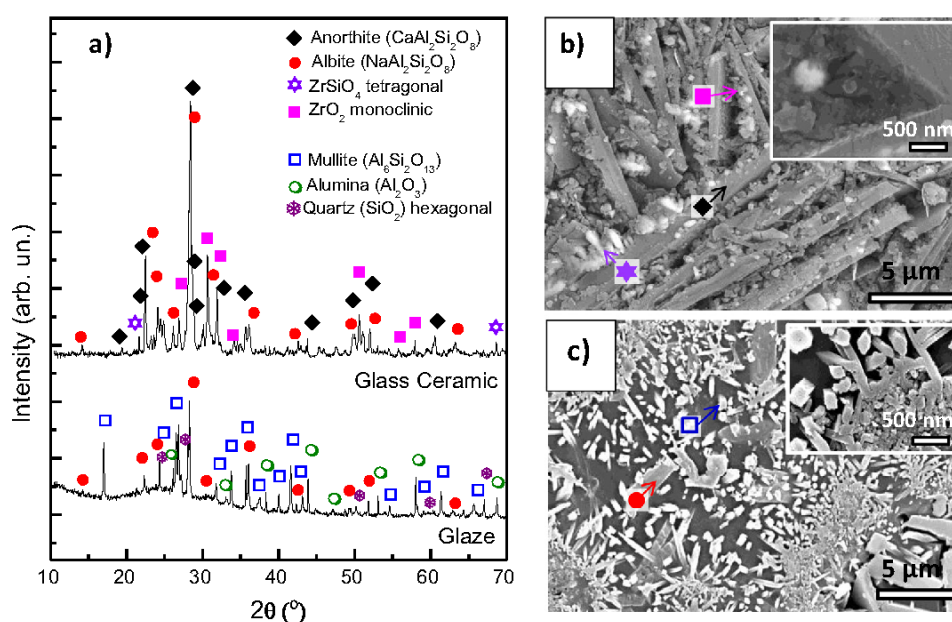 a)
Anorthite (CaAl2Si2O8)
Albite (NaAl2Si2O8)
ZrSiO4 tetragonal
ZrO2 monoclinic
Mullite (Al6Si2O13)
Alumina (Al2O3)
Quartz (SiO2) hexagonal
Intensity (arb. un.)
Glass Ceramic
Glaze
10 20 30 40 50 60 70
2θ (°)
b)
500 nm
5 μm
c)
500 nm
5 μm